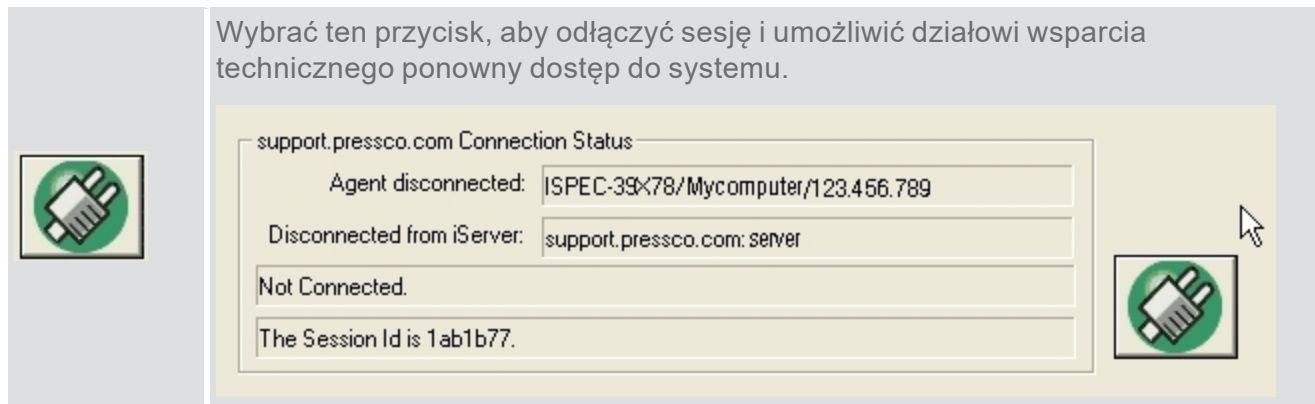 Wybrać ten przycisk, aby odłączyć sesję i umożliwić działowi wsparcia
technicznego ponowny dostęp do systemu.
support.pressco.com Connection Status
Agent disconnected: ISPEC-39X78/Mycomputer/123.456.789
Disconnected from iServer: support.pressco.com: server
Not Connected.
The Session Id is 1ab1b77.